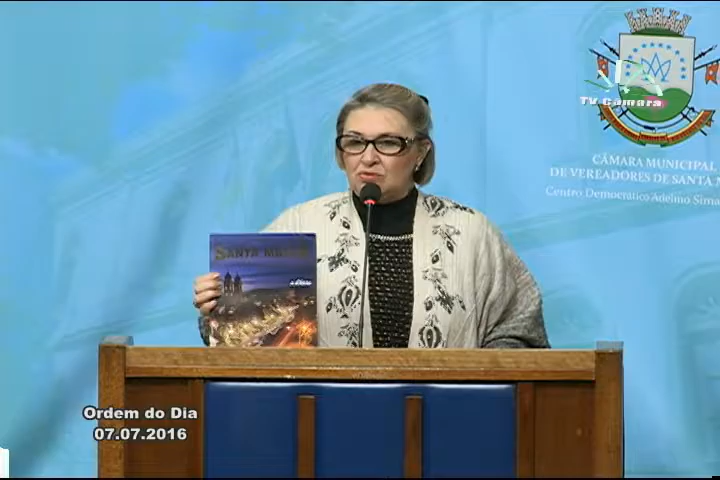 TV Câmara
CÂMARA MUNICIPAL
DE VEREADORES DE SANTA M
Centro Democrático Adelmo Sima
SANTA MARIA
Ordem do Dia
07.07.2016